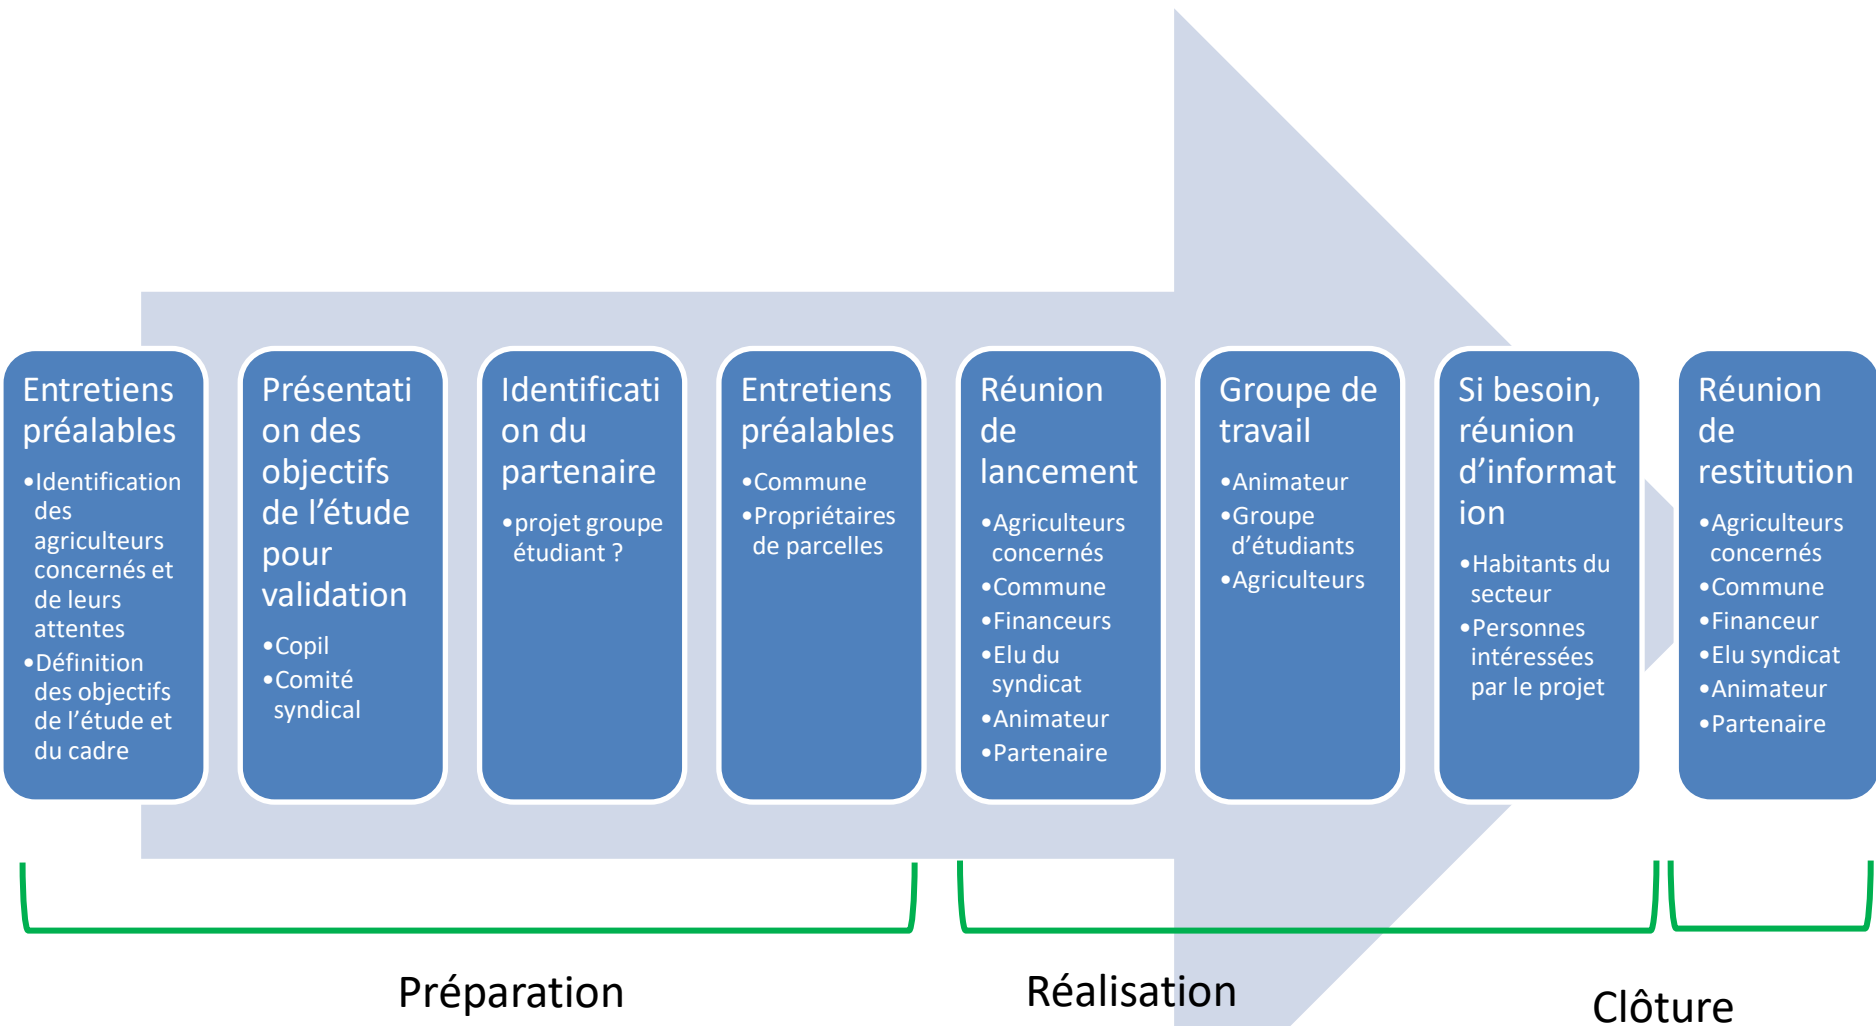 Entretiens
préalables
•Identification
des
agriculteurs
concernés et
de leurs
attentes
•Définition
des objectifs
de l’étude et
du cadre
Présentati
on des
objectifs
de l’étude
pour
validation
•Copil
•Comité
syndical
Identificati
on du
partenaire
•projet groupe
étudiant ?
Entretiens
préalables
•Commune
•Propriétaires
de parcelles
Réunion
de
lancement
•Agriculteurs
concernés
•Commune
•Financeurs
•Elu du
syndicat
•Animateur
•Partenaire
Groupe de
travail
•Animateur
•Groupe
d’étudiants
•Agriculteurs
Si besoin,
réunion
d’informat
ion
•Habitants du
secteur
•Personnes
intéressées
par le projet
Réunion
de
restitution
•Agriculteurs
concernés
•Commune
•Financeur
•Elu syndicat
•Animateur
•Partenaire
Préparation
Réalisation
Clôture